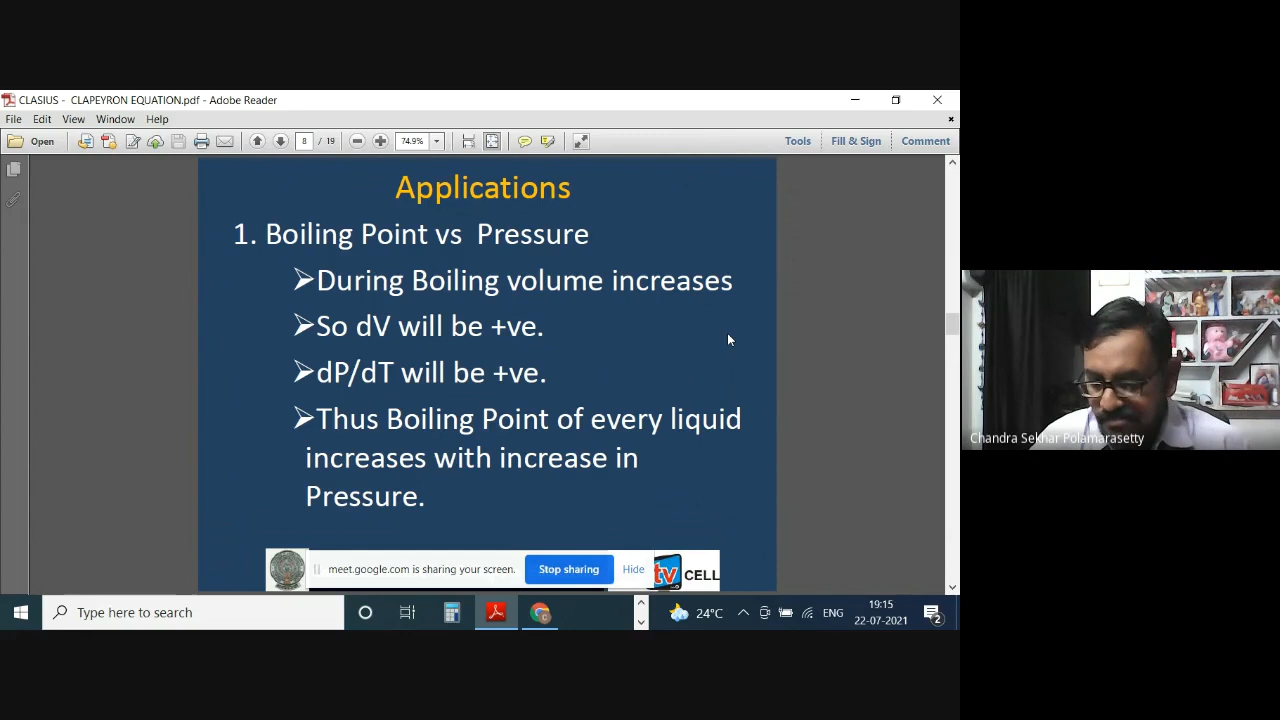 CLASIUS - CLAPEYRON EQUATION.pdf - Adobe Reader
File Edit View Window Help
Open 8 / 19 74.9% Tools Fill & Sign Comment
Applications
1. Boiling Point vs Pressure
➢During Boiling volume increases
➢So dV will be +ve.
➢dP/dT will be +ve.
➢Thus Boiling Point of every liquid
increases with increase in
Pressure.
Chandra Sekhar Polamarasetty
meet.google.com is sharing your screen. Stop sharing Hide
tv CELL
Type here to search 24°C ENG 19:15
22-07-2021 2